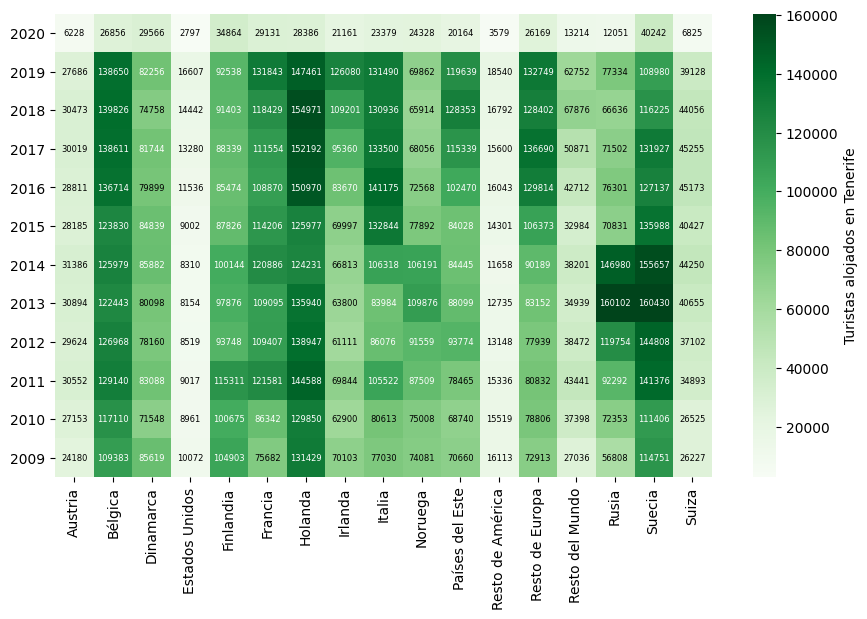 2020 6228 26856 29566 2797 34864 29131 28386 21161 23379 24328 20164 3579 26169 13214 12051 40242 6825
2019 27686 138650 82256 16607 92538 131843 147461 126080 131490 69862 119639 18540 132749 62752 77334 108980 39128
2018 30473 139826 74758 14442 91403 118429 154971 109201 130936 65914 128353 16792 128402 67876 66636 116225 44056
2017 30019 138611 81744 13280 88339 111554 152192 95360 133500 68056 115339 15600 136690 50871 71502 131927 45255
2016 28811 136714 79899 11536 85474 108870 150970 83670 141175 72568 102470 16043 129814 42712 76301 127137 45173
2015 28185 123830 84839 9002 87826 114206 125977 69997 132844 77892 84028 14301 106373 32984 70831 135988 40427
2014 31386 125979 85882 8310 100144 120886 124231 66813 106318 106191 84445 11658 90189 38201 146980 155657 44250
2013 30894 122443 80098 8154 97876 109095 135940 63800 83984 109876 88099 12735 83152 34939 160102 160430 40655
2012 29624 126968 78160 8519 93748 109407 138947 61111 86076 91559 93774 13148 77939 38472 119754 144808 37102
2011 30552 129140 83088 9017 115311 121581 144588 69844 105522 87509 78465 15336 80832 43441 92292 141376 34893
2010 27153 117110 71548 8961 100675 86342 129850 62900 80613 75008 68740 15519 78806 37398 72353 111406 26525
2009 24180 109383 85619 10072 104903 75682 131429 70103 77030 74081 70660 16113 72913 27036 56808 114751 26227
Austria
Bélgica
Dinamarca
Estados Unidos
Finlandia
Francia
Holanda
Irlanda
Italia
Noruega
Países del Este
Resto de América
Resto de Europa
Resto del Mundo
Rusia
Suecia
Suiza
160000
140000
120000
100000
80000
60000
40000
20000
Turistas alojados en Tenerife